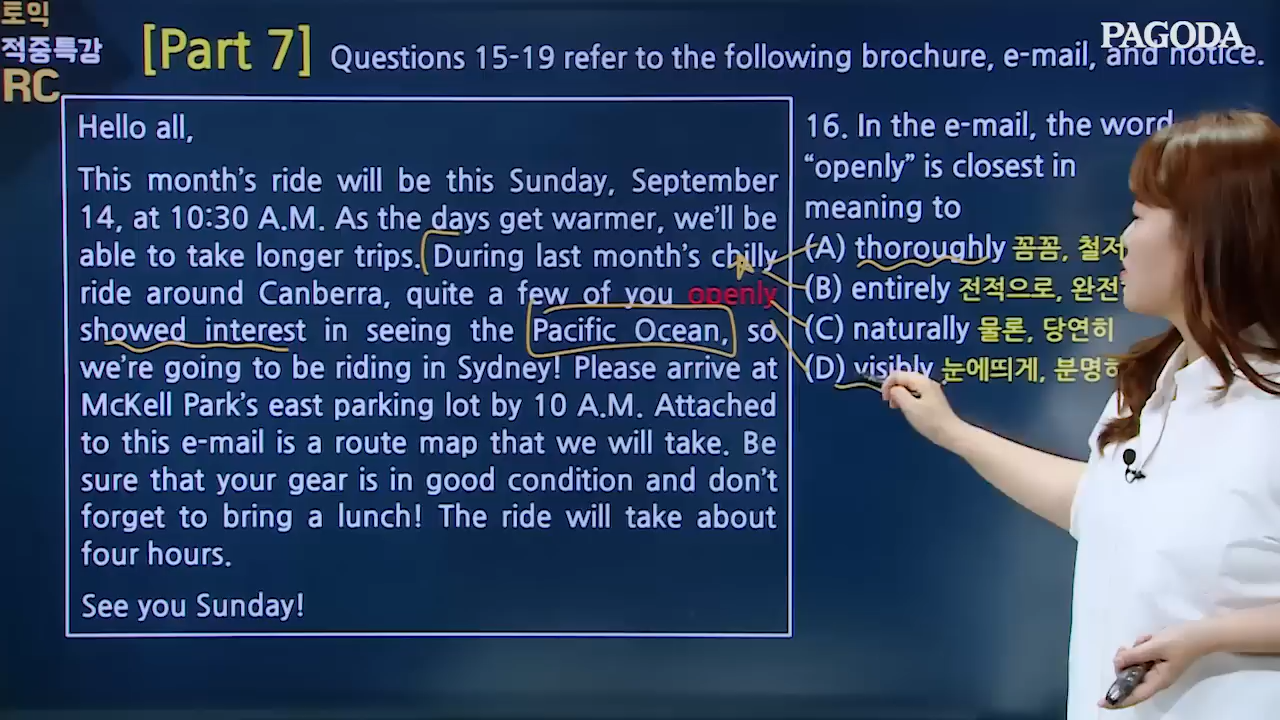 토익
적중특강
RC
[Part 7] Questions 15-19 refer to the following brochure, e-mail, and notice.
PAGODA
Hello all,
This month's ride will be this Sunday, September
14, at 10:30 A.M. As the days get warmer, we'll be
able to take longer trips. During last month's chilly
ride around Canberra, quite a few of you openly
showed interest in seeing the Pacific Ocean, so
we're going to be riding in Sydney! Please arrive at
McKell Park's east parking lot by 10 A.M. Attached
to this e-mail is a route map that we will take. Be
sure that your gear is in good condition and don't
forget to bring a lunch! The ride will take about
four hours.
See you Sunday!
16. In the e-mail, the word
"openly" is closest in
meaning to
(A) thoroughly 꼼꼼,
(B) entirely 전적으로,
(C) naturally 물론, 당연히
(D) visibly 눈에띄게,